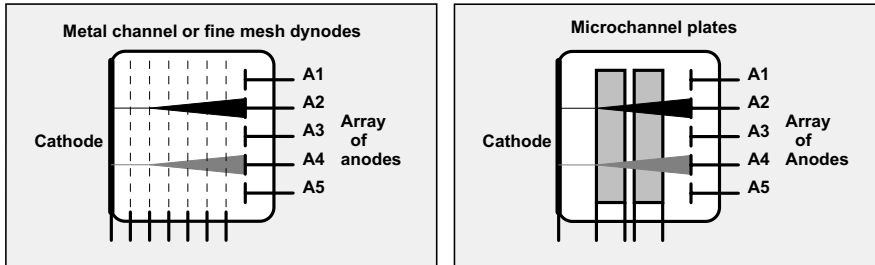 Metal channel or fine mesh dynodes
A1
A2
A3
A4
A5
Cathode
Array
of
anodes
Microchannel plates
A1
A2
A3
A4
A5
Cathode
Array
of
Anodes